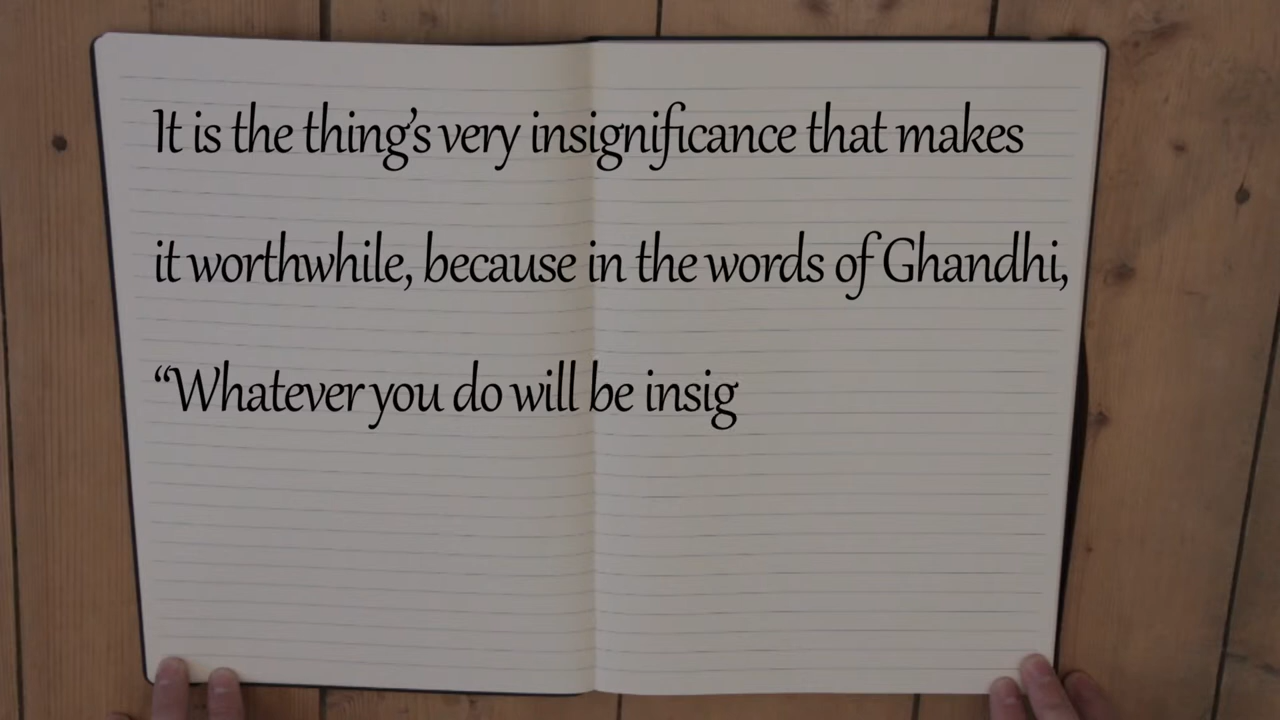 It is the thing's very insignificance that makes
it worthwhile, because in the words of Ghandhi,
“Whatever you do will be insig